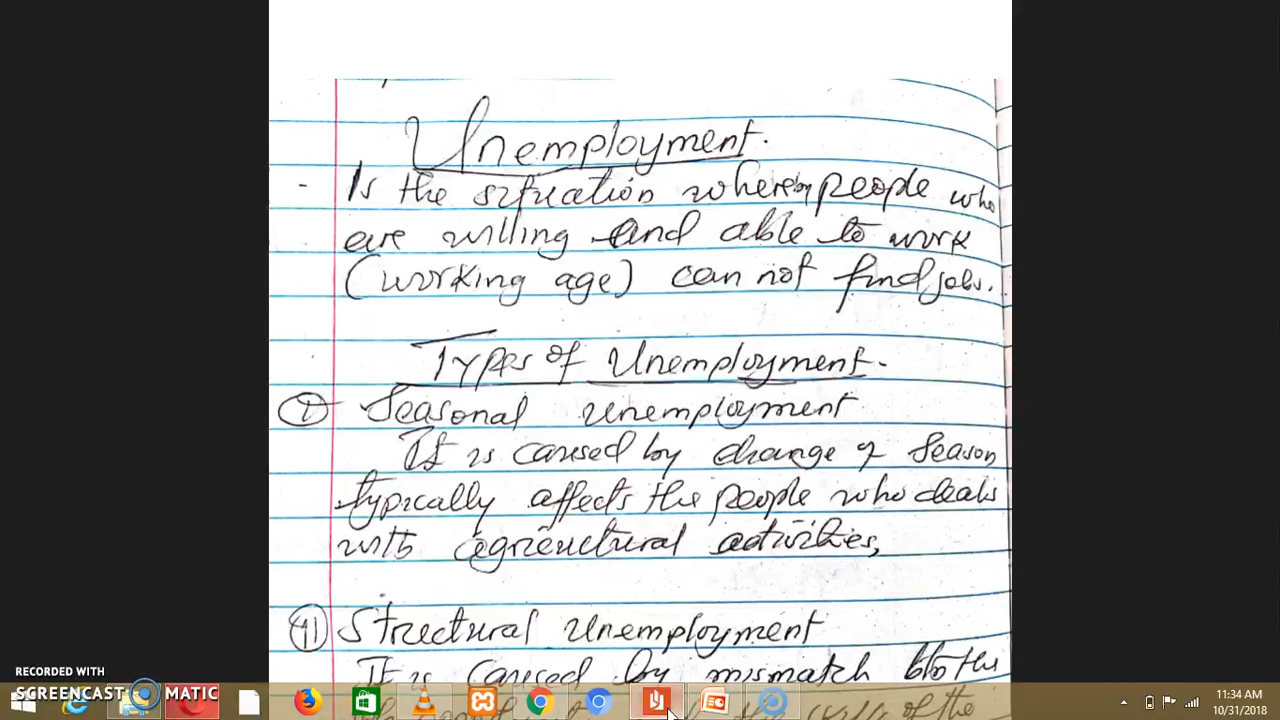 Unemployment.
- Is the situation whereby people who
are willing and able to work
(working age) can not find jobs.
Types of Unemployment.
I Seasonal unemployment
It is caused by change of season
typically affects the people who deals
with agricultural activities,
II Structural unemployment
It is caused by mismatch b/n the
of the
RECORDED WITH
SCREENCAST MATIC
11:34 AM
10/31/2018